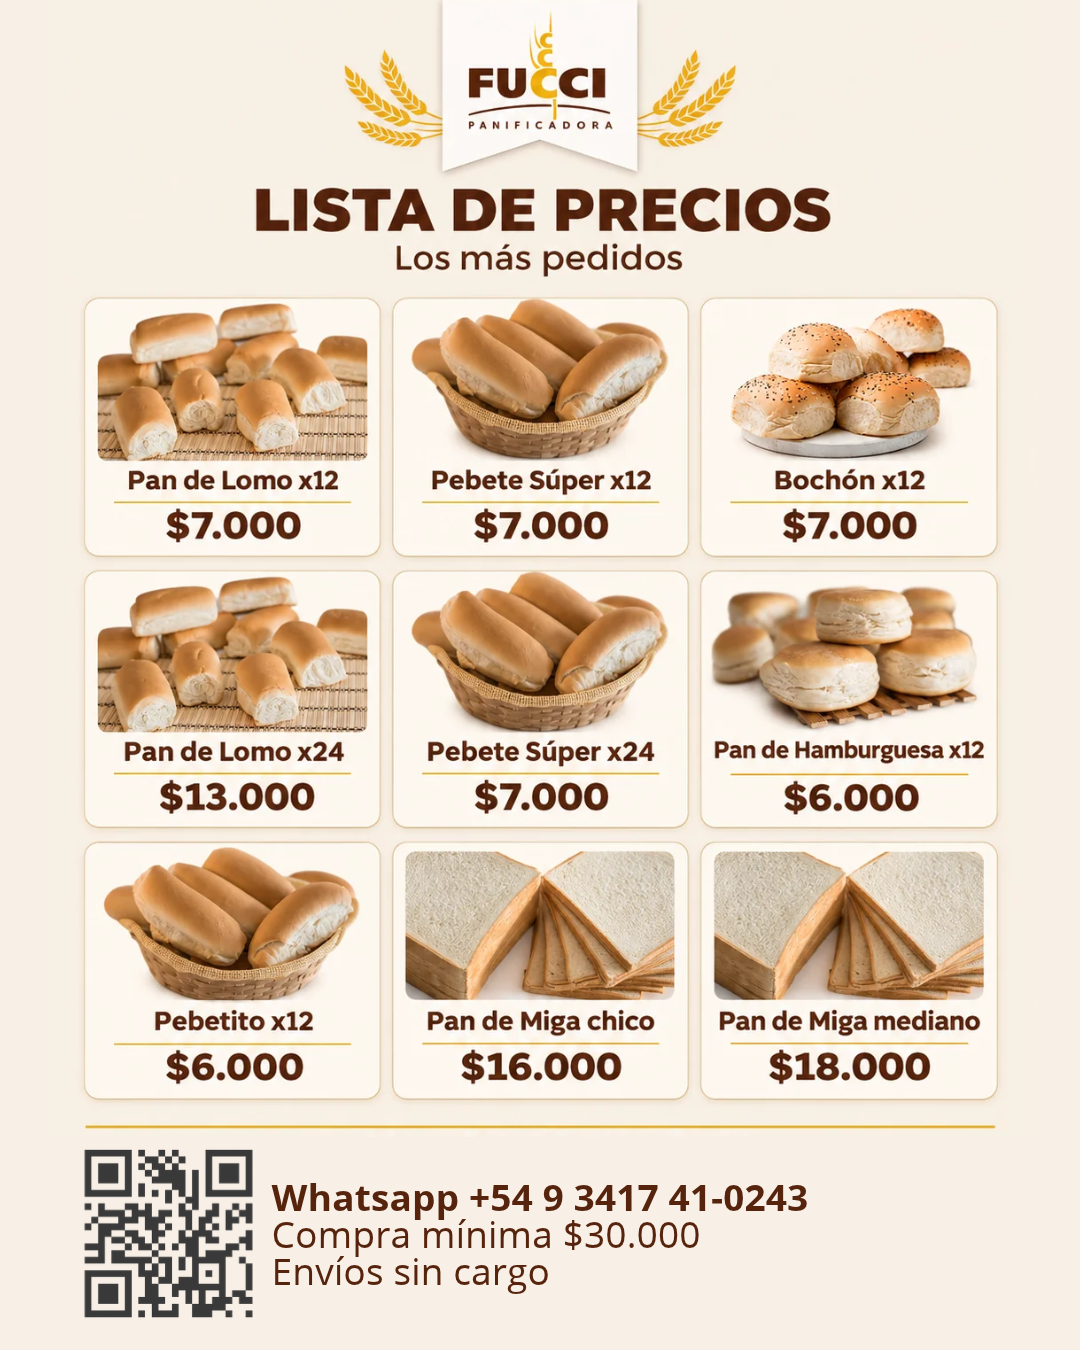 FUCCI
PANIFICADORA
LISTA DE PRECIOS
Los más pedidos
Pan de Lomo x12
$7.000
Pebete Súper x12
$7.000
Bochón x12
$7.000
Pan de Lomo x24
$13.000
Pebete Súper x24
$7.000
Pan de Hamburguesa x12
$6.000
Pebetito x12
$6.000
Pan de Miga chico
$16.000
Pan de Miga mediano
$18.000
Whatsapp +54 9 3417 41-0243
Compra mínima $30.000
Envíos sin cargo